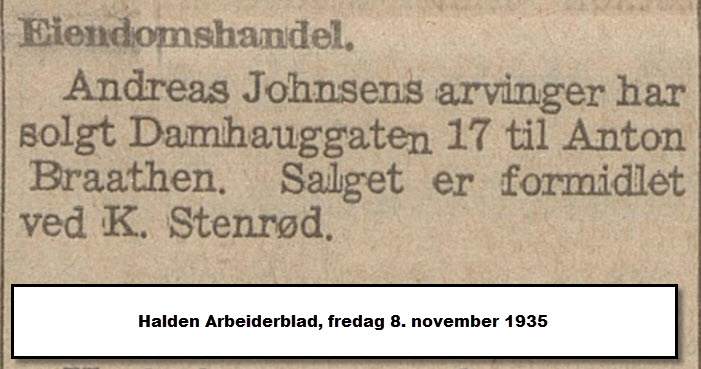 Eiendomshandel.
Andreas Johnsens arvinger har
solgt Damhauggaten 17 til Anton
Braathen. Salget er formidlet
ved K. Stenrød.
Halden Arbeiderblad, fredag 8. november 1935